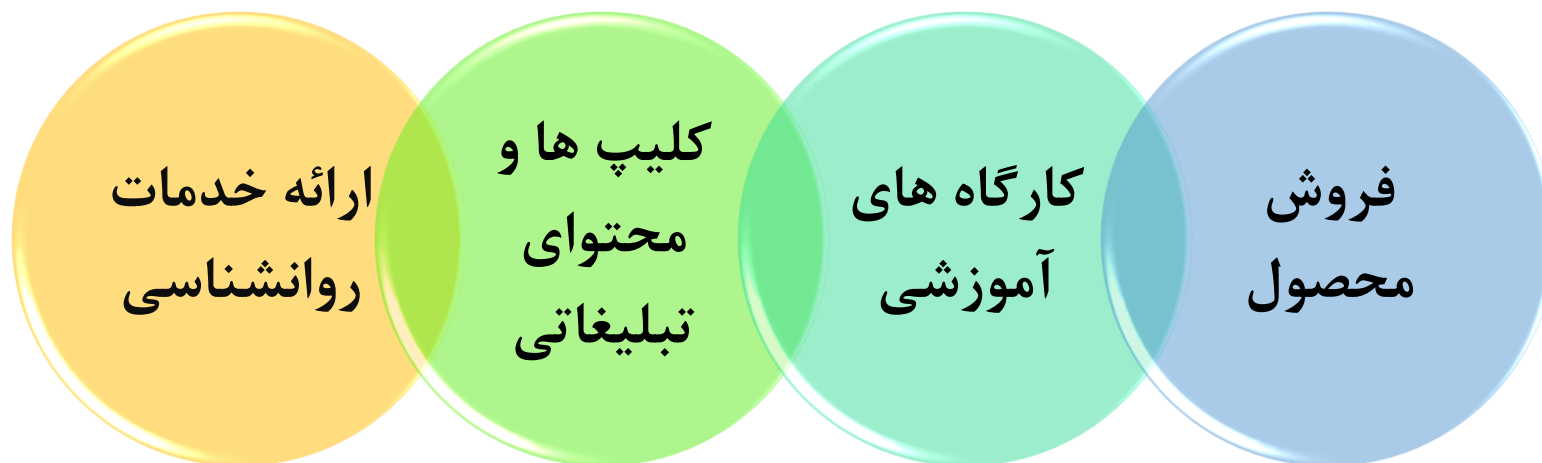 فروش
محصول
کارگاه های
آموزشی
کلیپ ها و
محتوای
تبلیغاتی
ارائه خدمات
روانشناسی